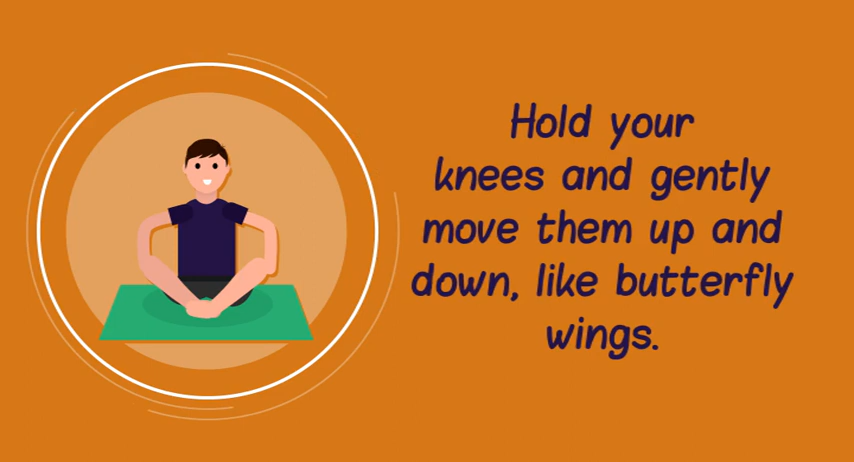 Hold your
knees and gently
move them up and
down, like butterfly
wings.